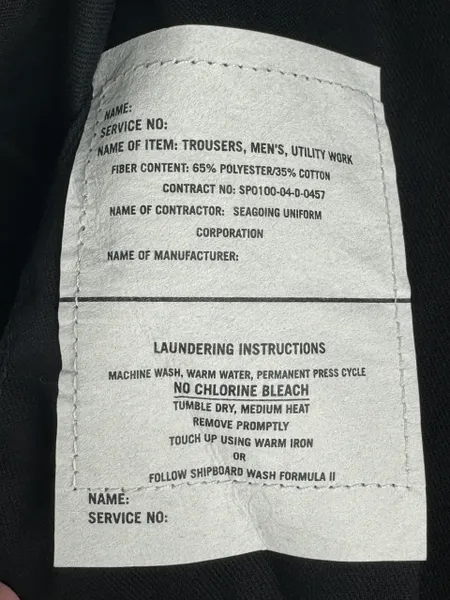 NAME:
SERVICE NO:
NAME OF ITEM: TROUSERS, MEN'S, UTILITY WORK
FIBER CONTENT: 65% POLYESTER/35% COTTON
CONTRACT NO: SP0100-04-D-0457
NAME OF CONTRACTOR: SEAGOING UNIFORM
CORPORATION
NAME OF MANUFACTURER:
LAUNDERING INSTRUCTIONS
MACHINE WASH, WARM WATER, PERMANENT PRESS CYCLE
NO CHLORINE BLEACH
TUMBLE DRY, MEDIUM HEAT
REMOVE PROMPTLY
TOUCH UP USING WARM IRON
OR
FOLLOW SHIPBOARD WASH FORMULA II
NAME:
SERVICE NO: